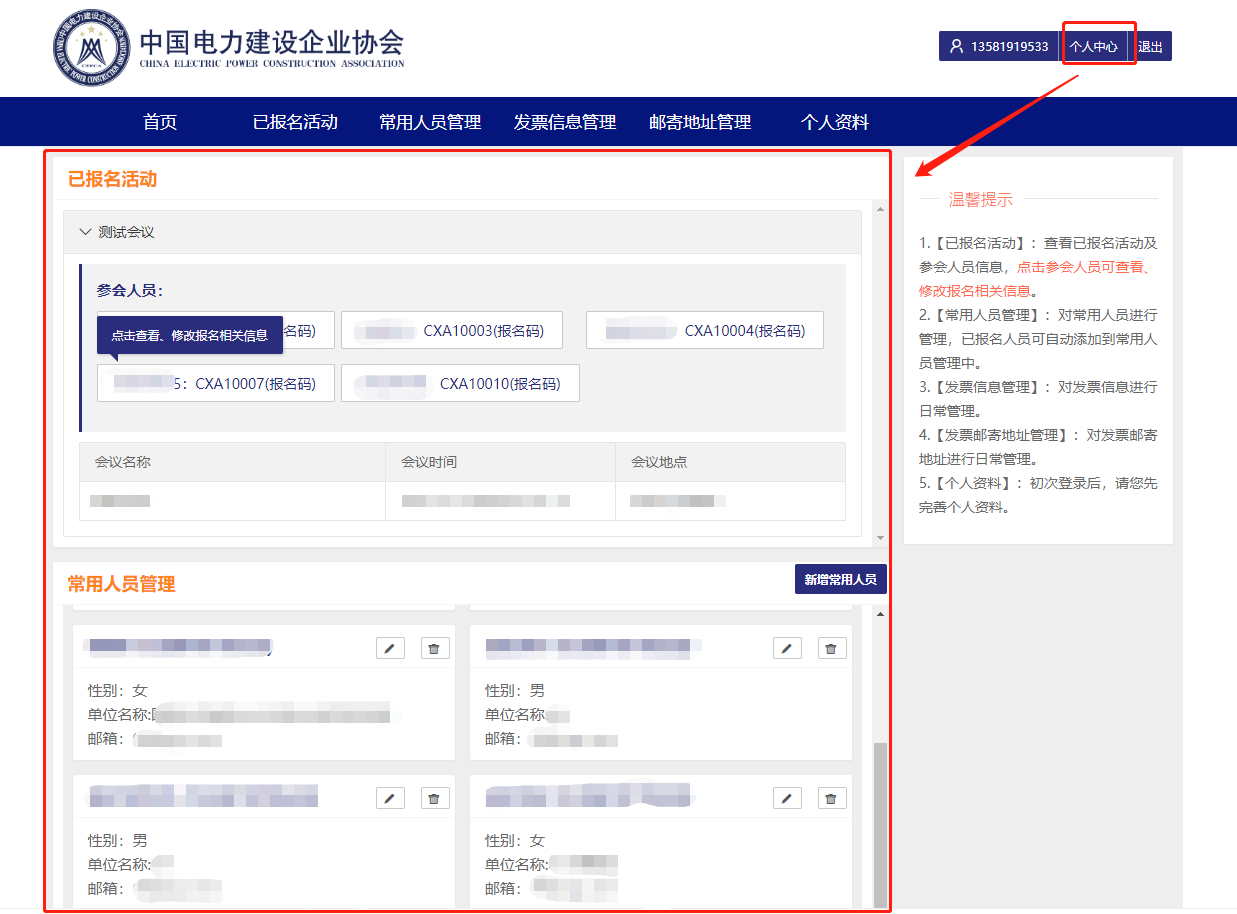 中国电力建设企业协会
CHINA ELECTRIC POWER CONSTRUCTION ASSOCIATION
13581919533 个人中心 退出
首页 已报名活动 常用人员管理 发票信息管理 邮寄地址管理 个人资料
已报名活动
测试会议
参会人员：
点击查看、修改报名相关信息 名码) CXA10003(报名码) CXA10004(报名码)
5：CXA10007(报名码) CXA10010(报名码)
会议名称 会议时间 会议地点
常用人员管理 新增常用人员
性别：女
单位名称:
邮箱：
性别：男
单位名称
邮箱：
性别：男
单位名称:
邮箱：
性别：女
单位名称:
邮箱：
温馨提示
1.【已报名活动】：查看已报名活动及
参会人员信息，点击参会人员可查看、
修改报名相关信息。
2.【常用人员管理】：对常用人员进行
管理，已报名人员可自动添加到常用人
员管理中。
3.【发票信息管理】：对发票信息进行
日常管理。
4.【发票邮寄地址管理】：对发票邮寄
地址进行日常管理。
5.【个人资料】：初次登录后，请您先
完善个人资料。